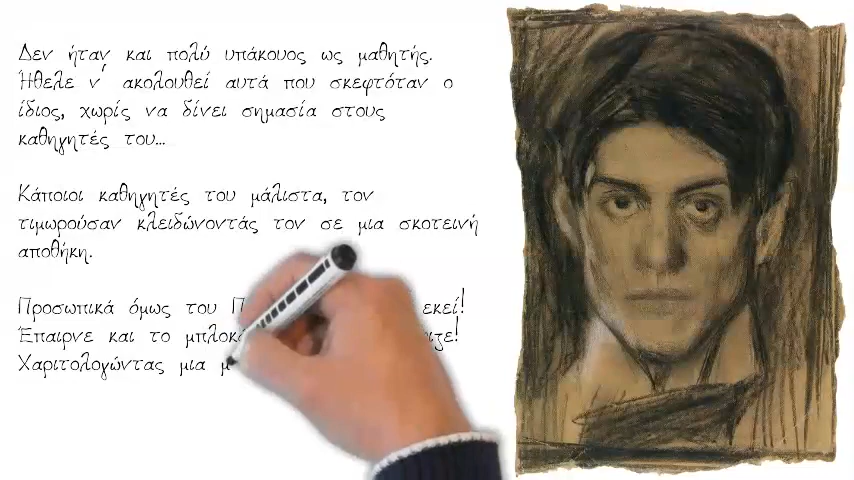 Δεν ήταν και πολύ υπάκουος ως μαθητής.
Ήθελε ν' ακολουθεί αυτά που σκεφτόταν ο
ίδιος, χωρίς να δίνει σημασία στους
καθηγητές του...
Κάποιοι καθηγητές του μάλιστα, τον
τιμωρούσαν κλειδώνοντάς τον σε μια σκοτεινή
αποθήκη.
Προσωπικά όμως του εκεί!
Έπαιρνε και το
Χαριτολογώντας μια